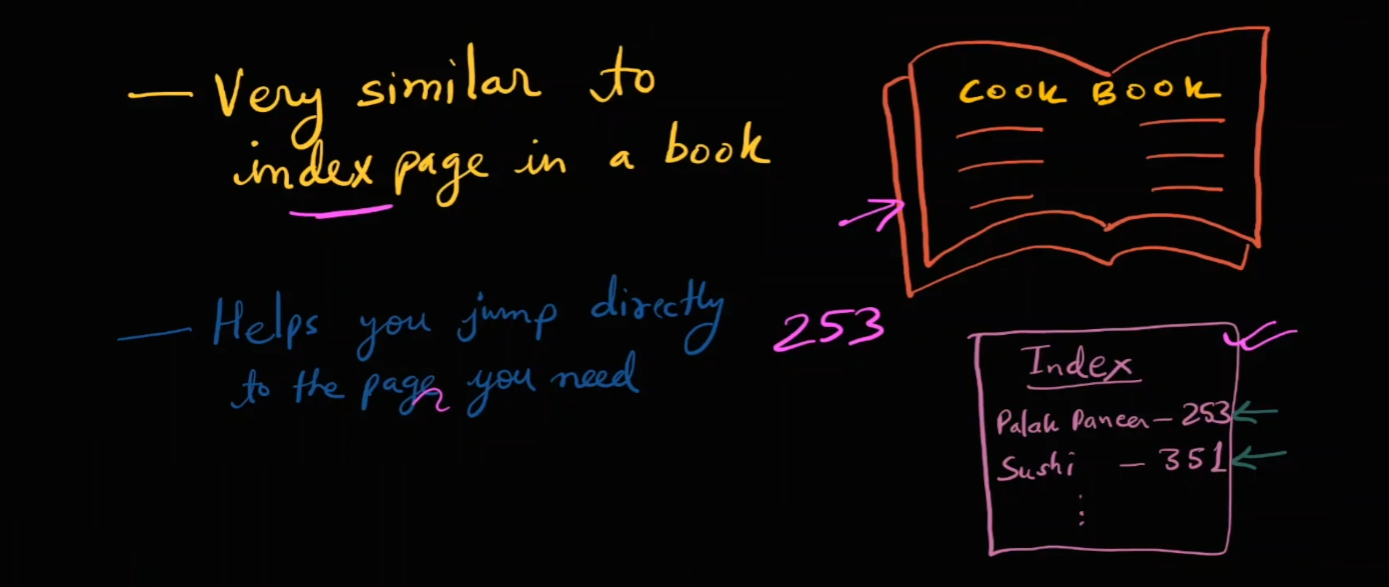 — Very similar to
index page in a book
— Helps you jump directly
to the page you need
253
COOK BOOK
Index
Palak Paneer – 253
Sushi – 351